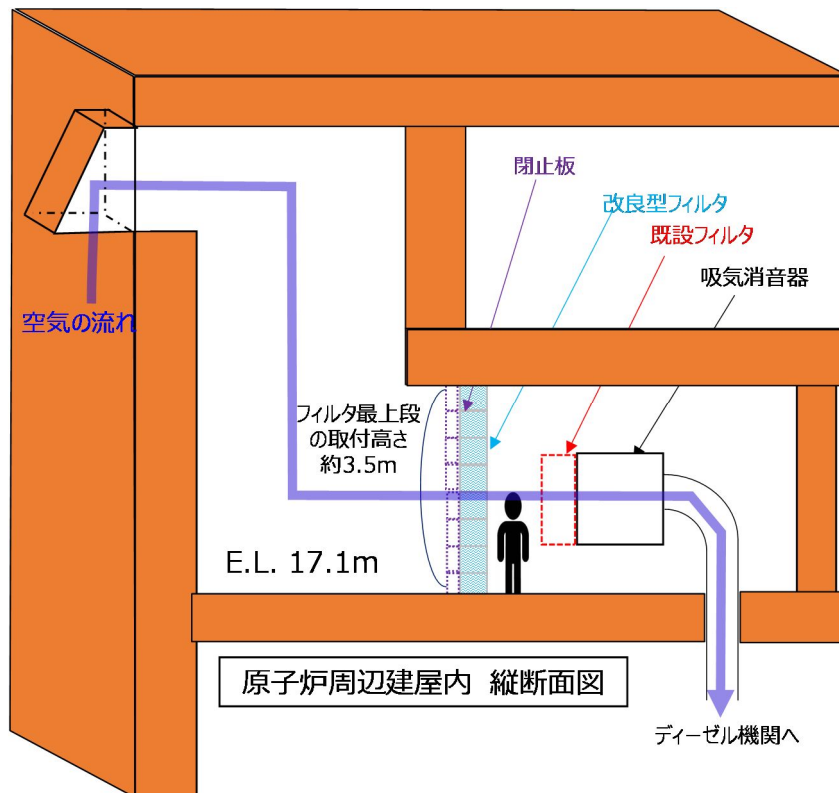 閉止板
改良型フィルタ
既設フィルタ
吸気消音器
空気の流れ
フィルタ最上段
の取付高さ
約3.5m
E.L. 17.1m
原子炉周辺建屋内 縦断面図
ディーゼル機関へ